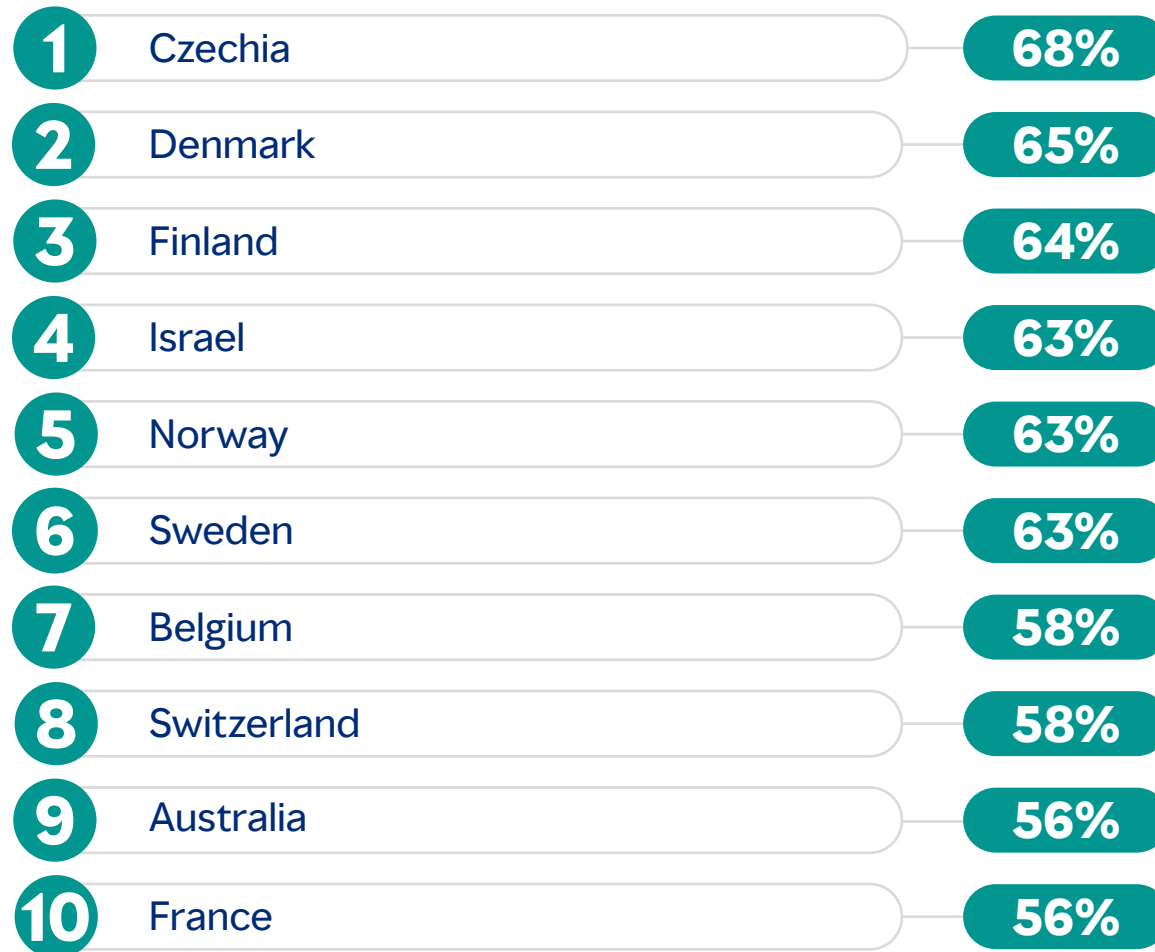 1 Czechia 68%
2 Denmark 65%
3 Finland 64%
4 Israel 63%
5 Norway 63%
6 Sweden 63%
7 Belgium 58%
8 Switzerland 58%
9 Australia 56%
10 France 56%